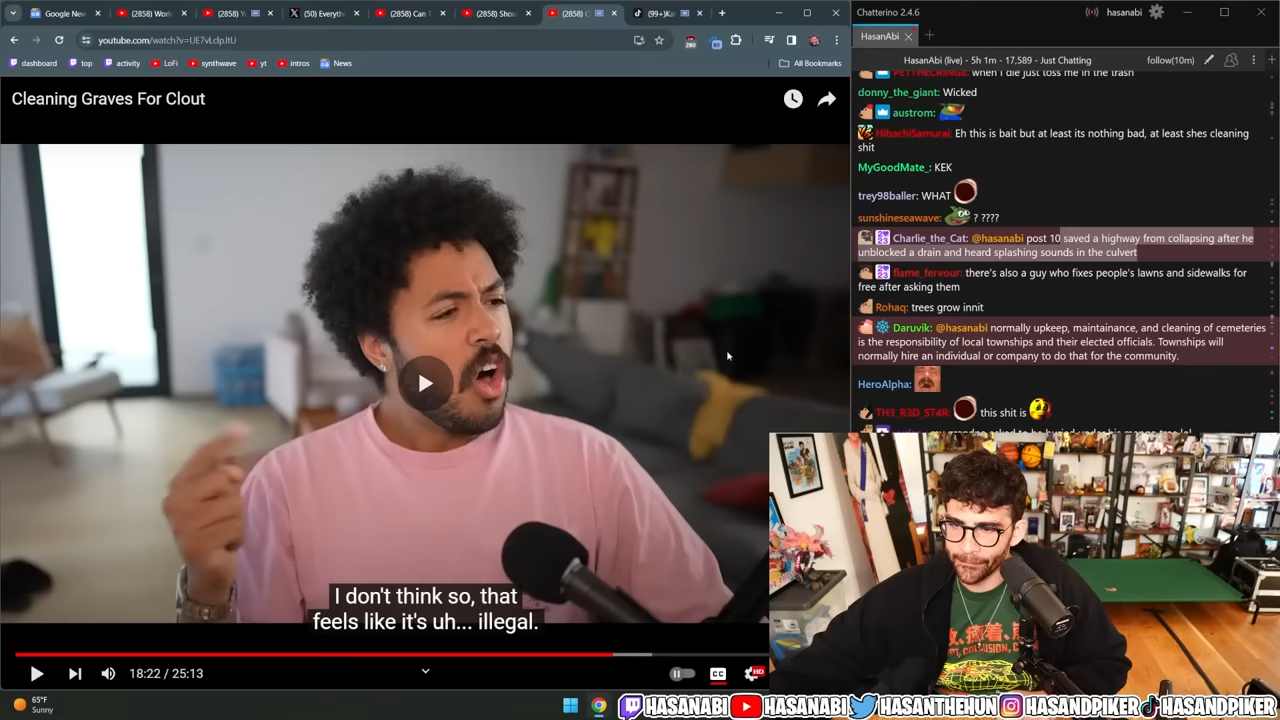 Google New
(2858) Work
(2858) Y
Everyth
(2858) Can T
(2858) Shou
(2858) C
(99+)Ka
youtube.com/watch?v=UE7vLclpJtU
280
dashboard
top
activity
LoFi
synthwave
yt
intros
News
All Bookmarks
Cleaning Graves For Clout
I don't think so, that
feels like it's uh... illegal.
18:22 / 25:13
CC
HD
65°F
Sunny
Chatterino 2.4.6
hasanabi
HasanAbi
HasanAbi (live) - 5h 1m - 17,589 - Just Chatting
follow(10m)
PETTHECRINGE: when I die just toss me in the trash
donny_the_giant: Wicked
austrom:
HibachiSamurai: Eh this is bait but at least its nothing bad, at least shes cleaning
shit
MyGoodMate_: KEK
trey98baller: WHAT
sunshineseawave: ? ????
Charlie_the_Cat: @hasanabi post 10 saved a highway from collapsing after he
unblocked a drain and heard splashing sounds in the culvert
flame_fervour: there's also a guy who fixes people's lawns and sidewalks for
free after asking them
Rohaq: trees grow innit
Daruvik: @hasanabi normally upkeep, maintainance, and cleaning of cemeteries
is the responsibility of local townships and their elected officials. Townships will
normally hire an individual or company to do that for the community.
HeroAlpha:
TH3_R3D_ST4R: this shit is
HASANABI
HASANABI
HASANTHEHUN
HASANDPIKER
HASANDPIKER